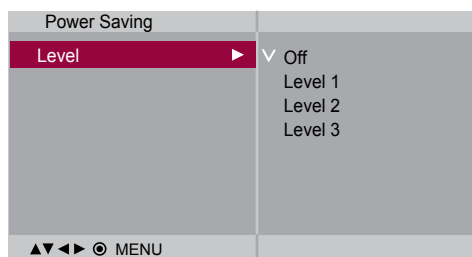 Power Saving
Level ►
✓ Off
Level 1
Level 2
Level 3
▲▼◄► ⦿ MENU